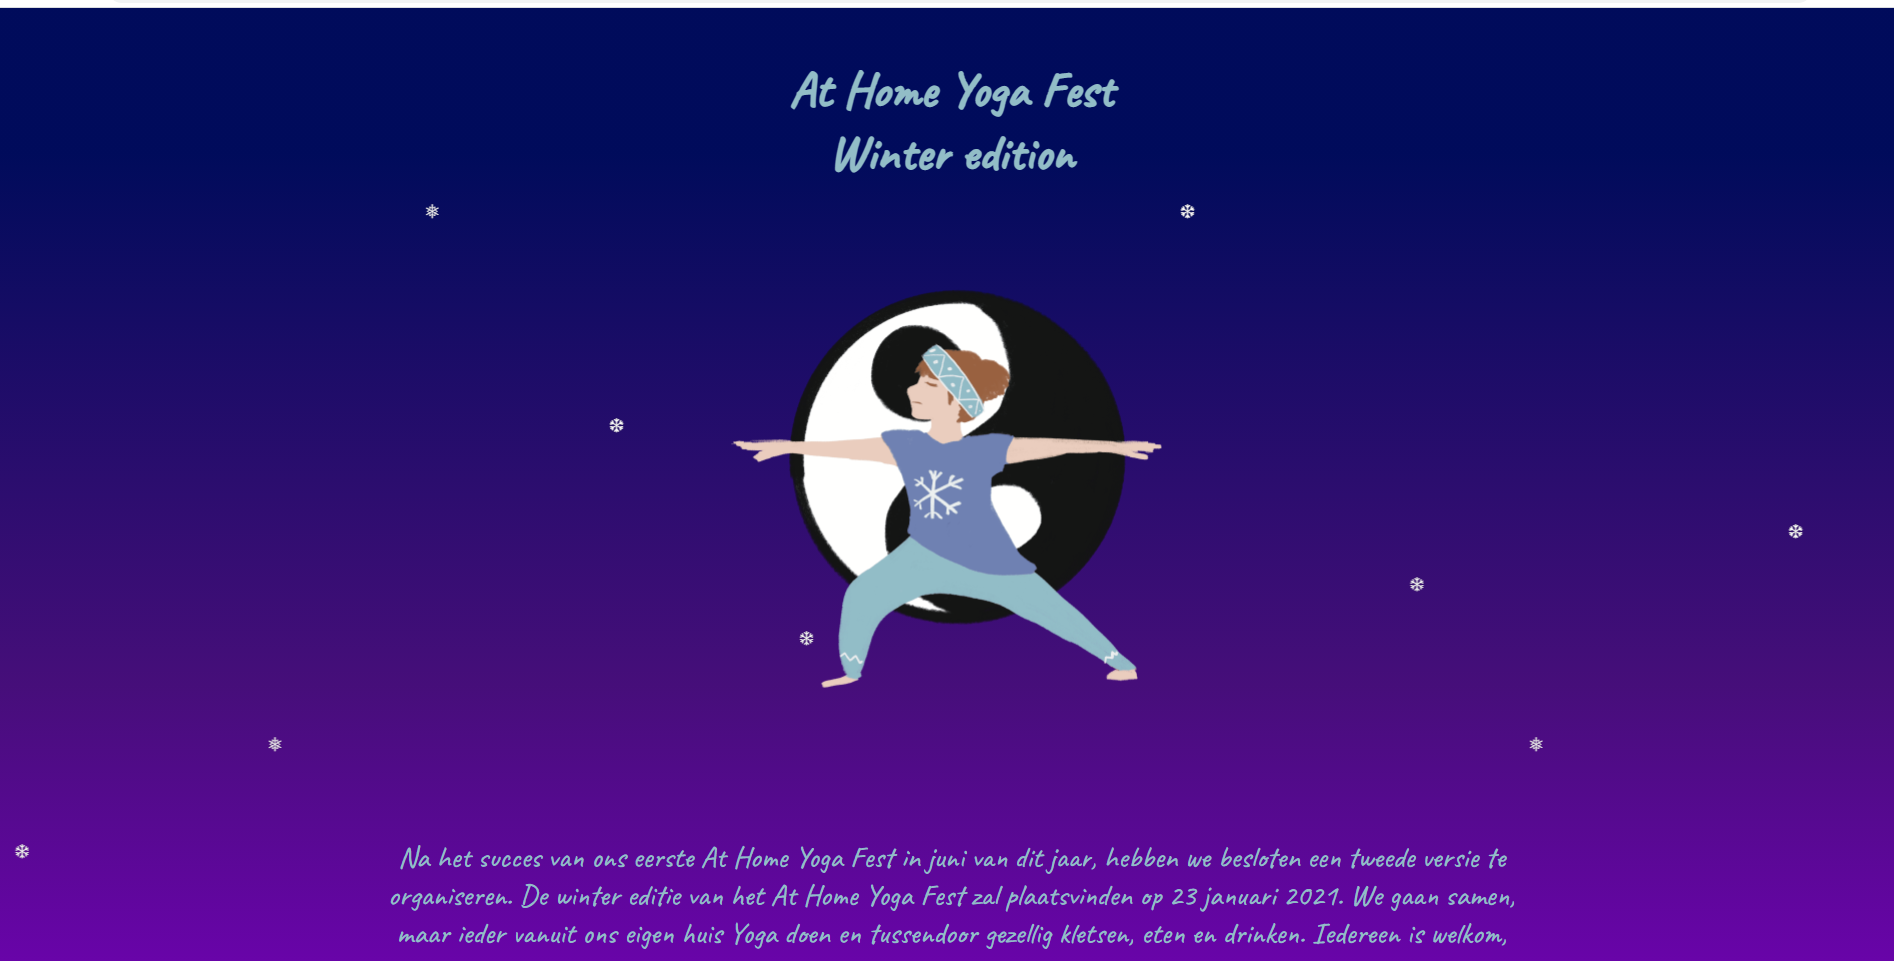 At Home Yoga Fest
Winter edition
Na het succes van ons eerste At Home Yoga Fest in juni van dit jaar, hebben we besloten een tweede versie te
organiseren. De winter editie van het At Home Yoga Fest zal plaatsvinden op 23 januari 2021. We gaan samen,
maar ieder vanuit ons eigen huis Yoga doen en tussendoor gezellig kletsen, eten en drinken. Iedereen is welkom,